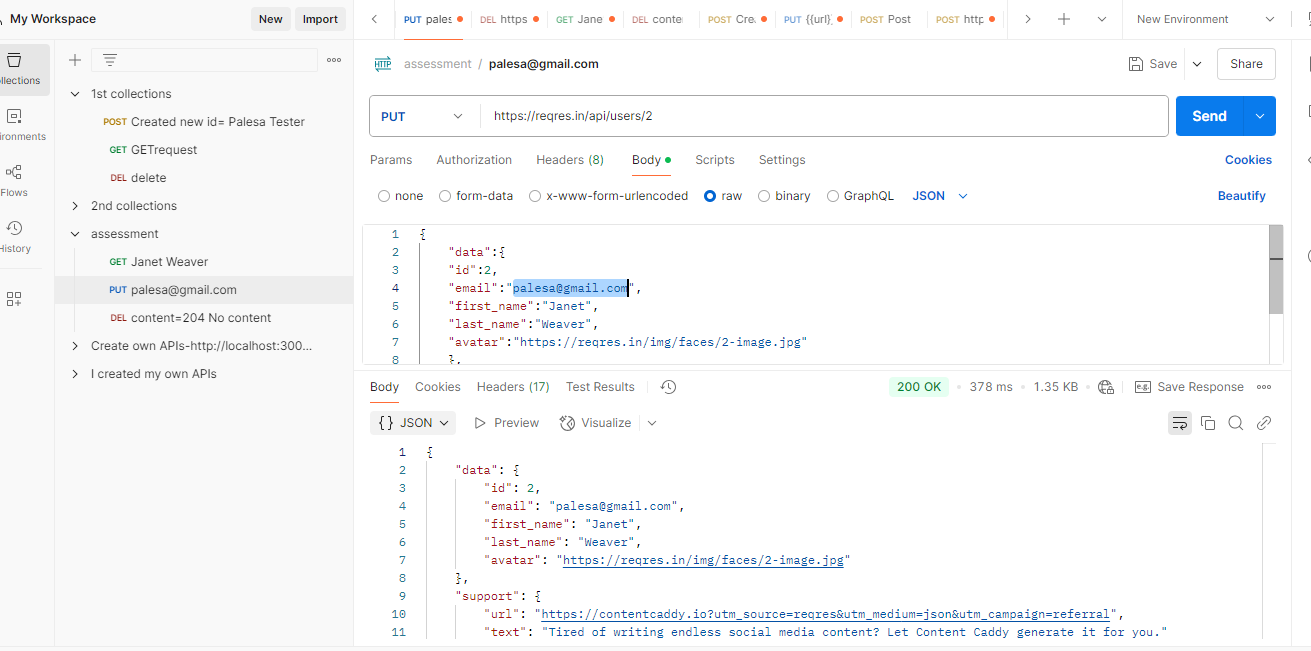 My Workspace
New
Import
PUT pales
DEL https
GET Jane
DEL conte
POST Cre
PUT {{url}
POST Post
POST http
New Environment
Collections
1st collections
POST Created new id= Palesa Tester
GET GETrequest
DEL delete
2nd collections
assessment
GET Janet Weaver
PUT palesa@gmail.com
DEL content=204 No content
Create own APIs-http://localhost:300...
I created my own APIs
ironments
Flows
History
HTTP
assessment / palesa@gmail.com
Save
Share
PUT
https://reqres.in/api/users/2
Send
Params
Authorization
Headers (8)
Body
Scripts
Settings
Cookies
none
form-data
x-www-form-urlencoded
raw
binary
GraphQL
JSON
Beautify
1 {
2 "data":{
3 "id":2,
4 "email":"palesa@gmail.com",
5 "first_name":"Janet",
6 "last_name":"Weaver",
7 "avatar":"https://reqres.in/img/faces/2-image.jpg"
8 },
Body
Cookies
Headers (17)
Test Results
200 OK
378 ms
1.35 KB
e.g.
Save Response
{} JSON
Preview
Visualize
1 {
2 "data": {
3 "id": 2,
4 "email": "palesa@gmail.com",
5 "first_name": "Janet",
6 "last_name": "Weaver",
7 "avatar": "https://reqres.in/img/faces/2-image.jpg"
8 },
9 "support": {
10 "url": "https://contentcaddy.io?utm_source=reqres&utm_medium=json&utm_campaign=referral",
11 "text": "Tired of writing endless social media content? Let Content Caddy generate it for you."